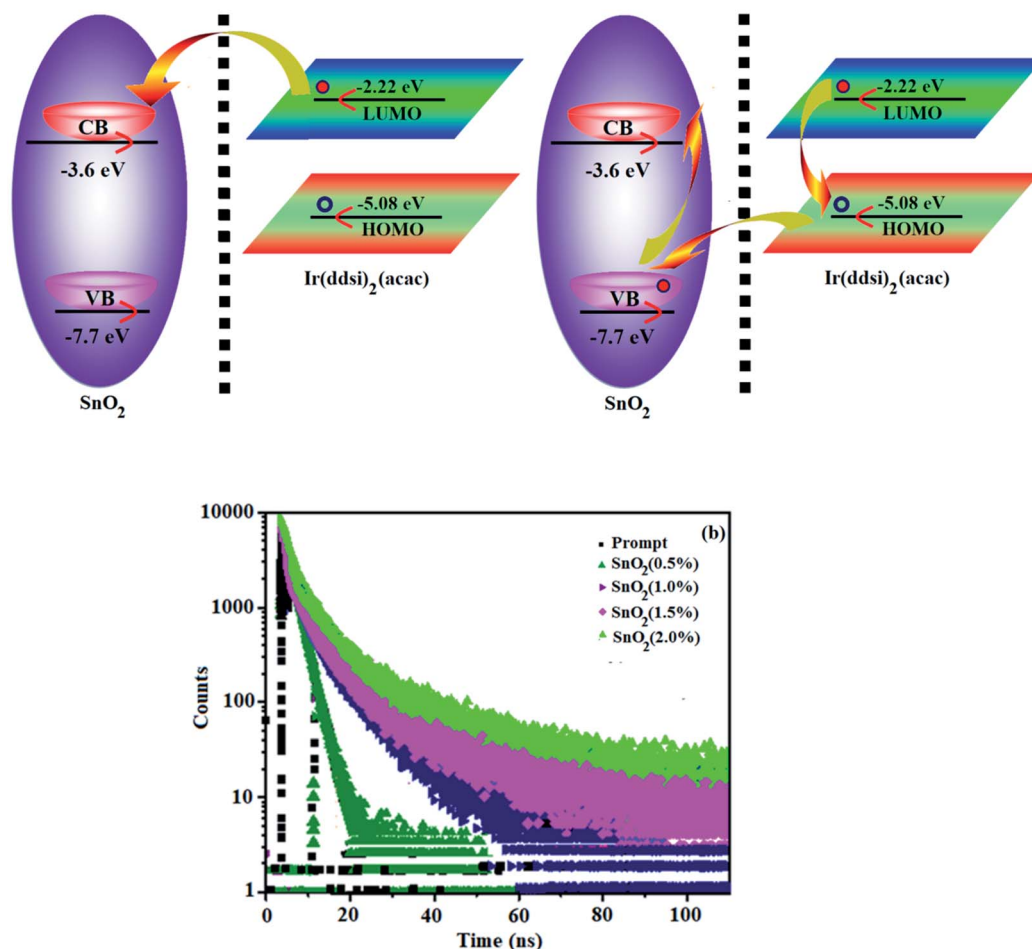 CB
-3.6 eV
VB
-7.7 eV
SnO2
-2.22 eV
LUMO
-5.08 eV
HOMO
Ir(ddsi)2(acac)
CB
-3.6 eV
VB
-7.7 eV
SnO2
-2.22 eV
LUMO
-5.08 eV
HOMO
Ir(ddsi)2(acac)
(b)
Prompt
SnO2(0.5%)
SnO2(1.0%)
SnO2(1.5%)
SnO2(2.0%)
Counts
10000
1000
100
10
1
0 20 40 60 80 100
Time (ns)